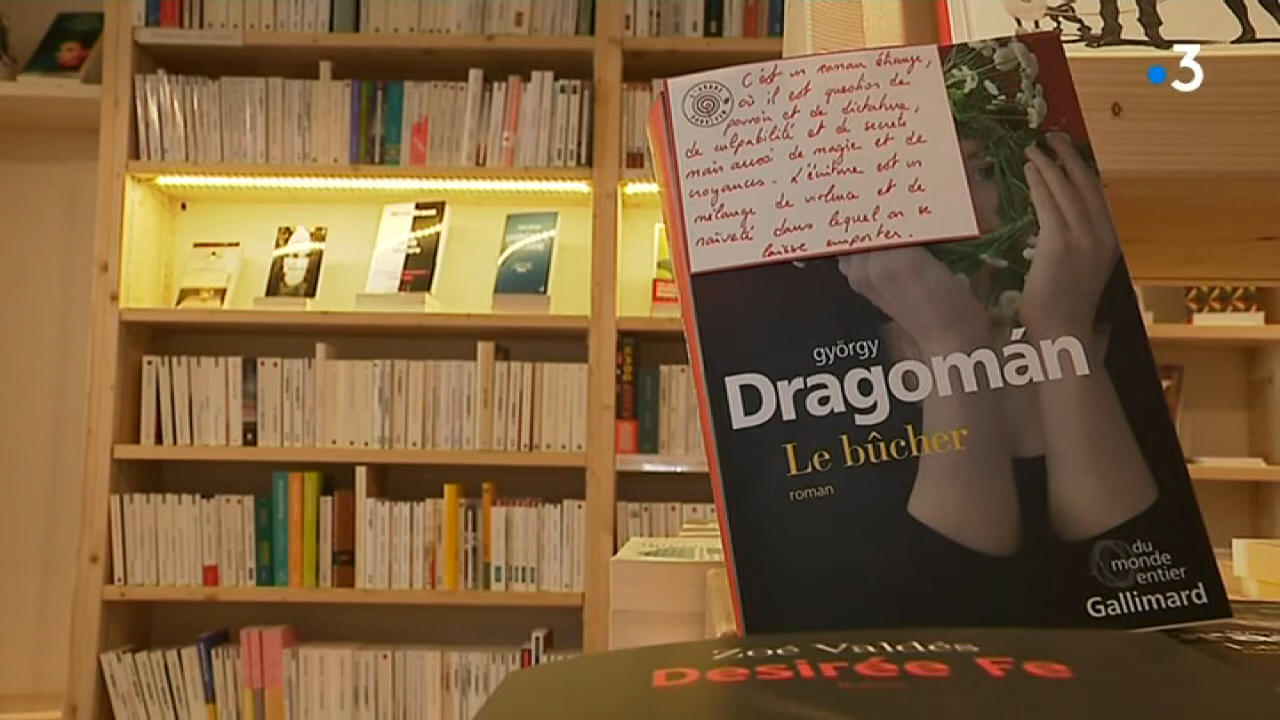 3
C'est un roman étrange,
où il est question de
pouvoir et de dictature,
de culpabilité et de secrets
mais aussi de magie et de
croyances. L'écriture est un
mélange de violence et de
naïveté dans lequel on se
laisse emporter.
györgy
Dragomán
Le bûcher
roman
du
monde
entier
Gallimard
Zoé Valdés
Desirée Fe